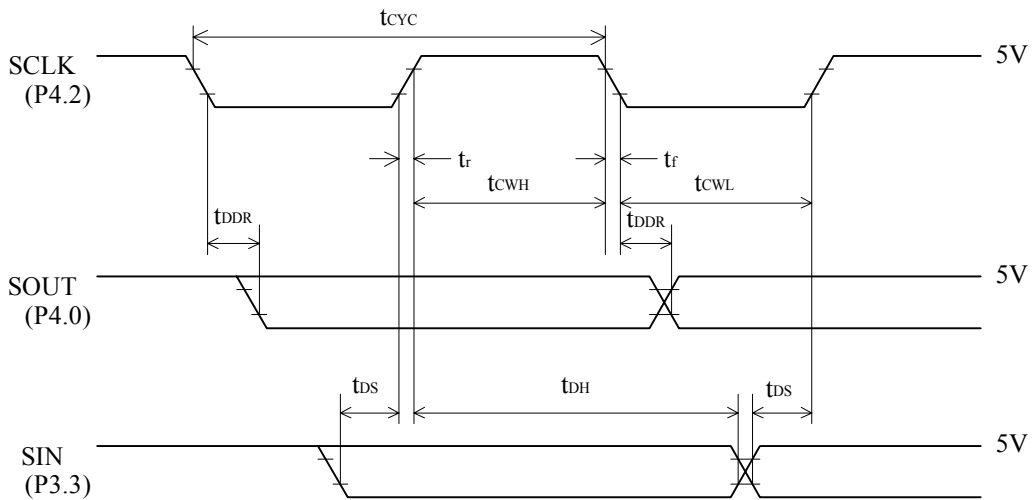 tCYC
SCLK
(P4.2)
5V
tr
tf
tCWH
tCWL
tDDR
tDDR
SOUT
(P4.0)
5V
tDS
tDH
tDS
SIN
(P3.3)
5V